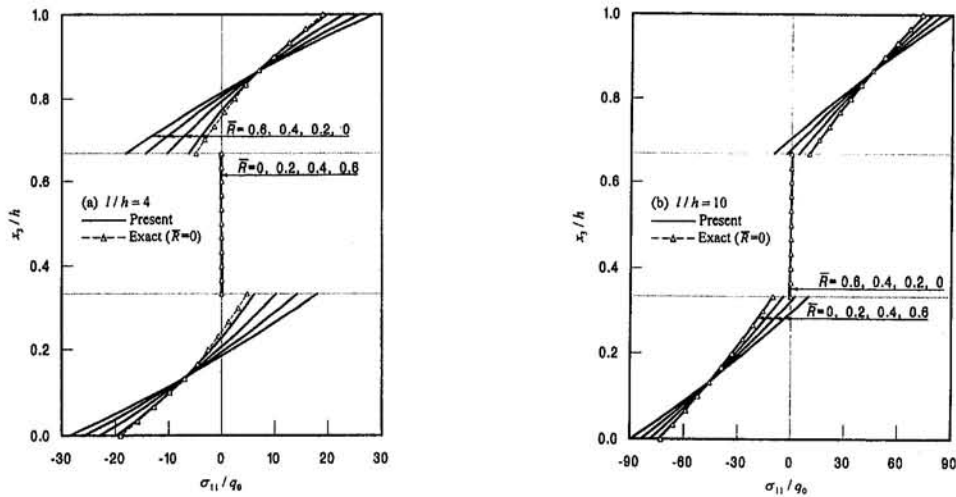 1.0
0.8
0.6
0.4
0.2
0.0
x₃/h
R̅=0.6, 0.4, 0.2, 0
R̅=0, 0.2, 0.4, 0.6
(a) l/h=4
Present
Exact (R̅=0)
-30 -20 -10 0 10 20 30
σ₁₁/q₀
1.0
0.8
0.6
0.4
0.2
0.0
x₃/h
(b) l/h=10
Present
Exact (R̅=0)
R̅=0.6, 0.4, 0.2, 0
R̅=0, 0.2, 0.4, 0.6
-90 -60 -30 0 30 60 90
σ₁₁/q₀